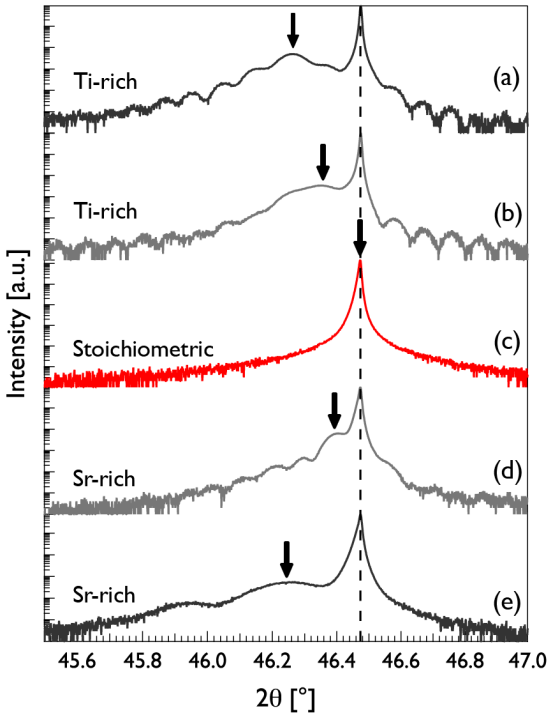 Ti-rich (a)
Ti-rich (b)
Stoichiometric (c)
Sr-rich (d)
Sr-rich (e)
Intensity [a.u.]
45.6 45.8 46.0 46.2 46.4 46.6 46.8 47.0
2θ [°]